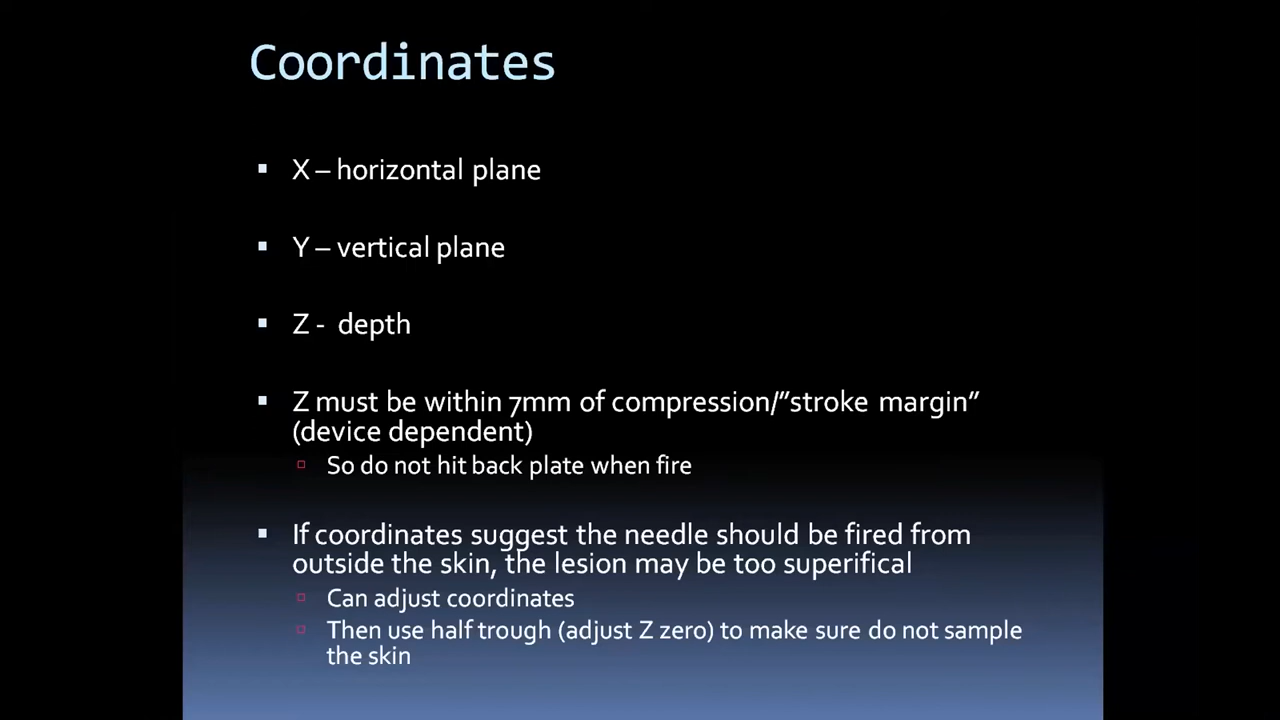 Coordinates
▪ X – horizontal plane
▪ Y – vertical plane
▪ Z -  depth
▪ Z must be within 7mm of compression/”stroke margin”
(device dependent)
▫ So do not hit back plate when fire
▪ If coordinates suggest the needle should be fired from
outside the skin, the lesion may be too superifical
▫ Can adjust coordinates
▫ Then use half trough (adjust Z zero) to make sure do not sample
the skin